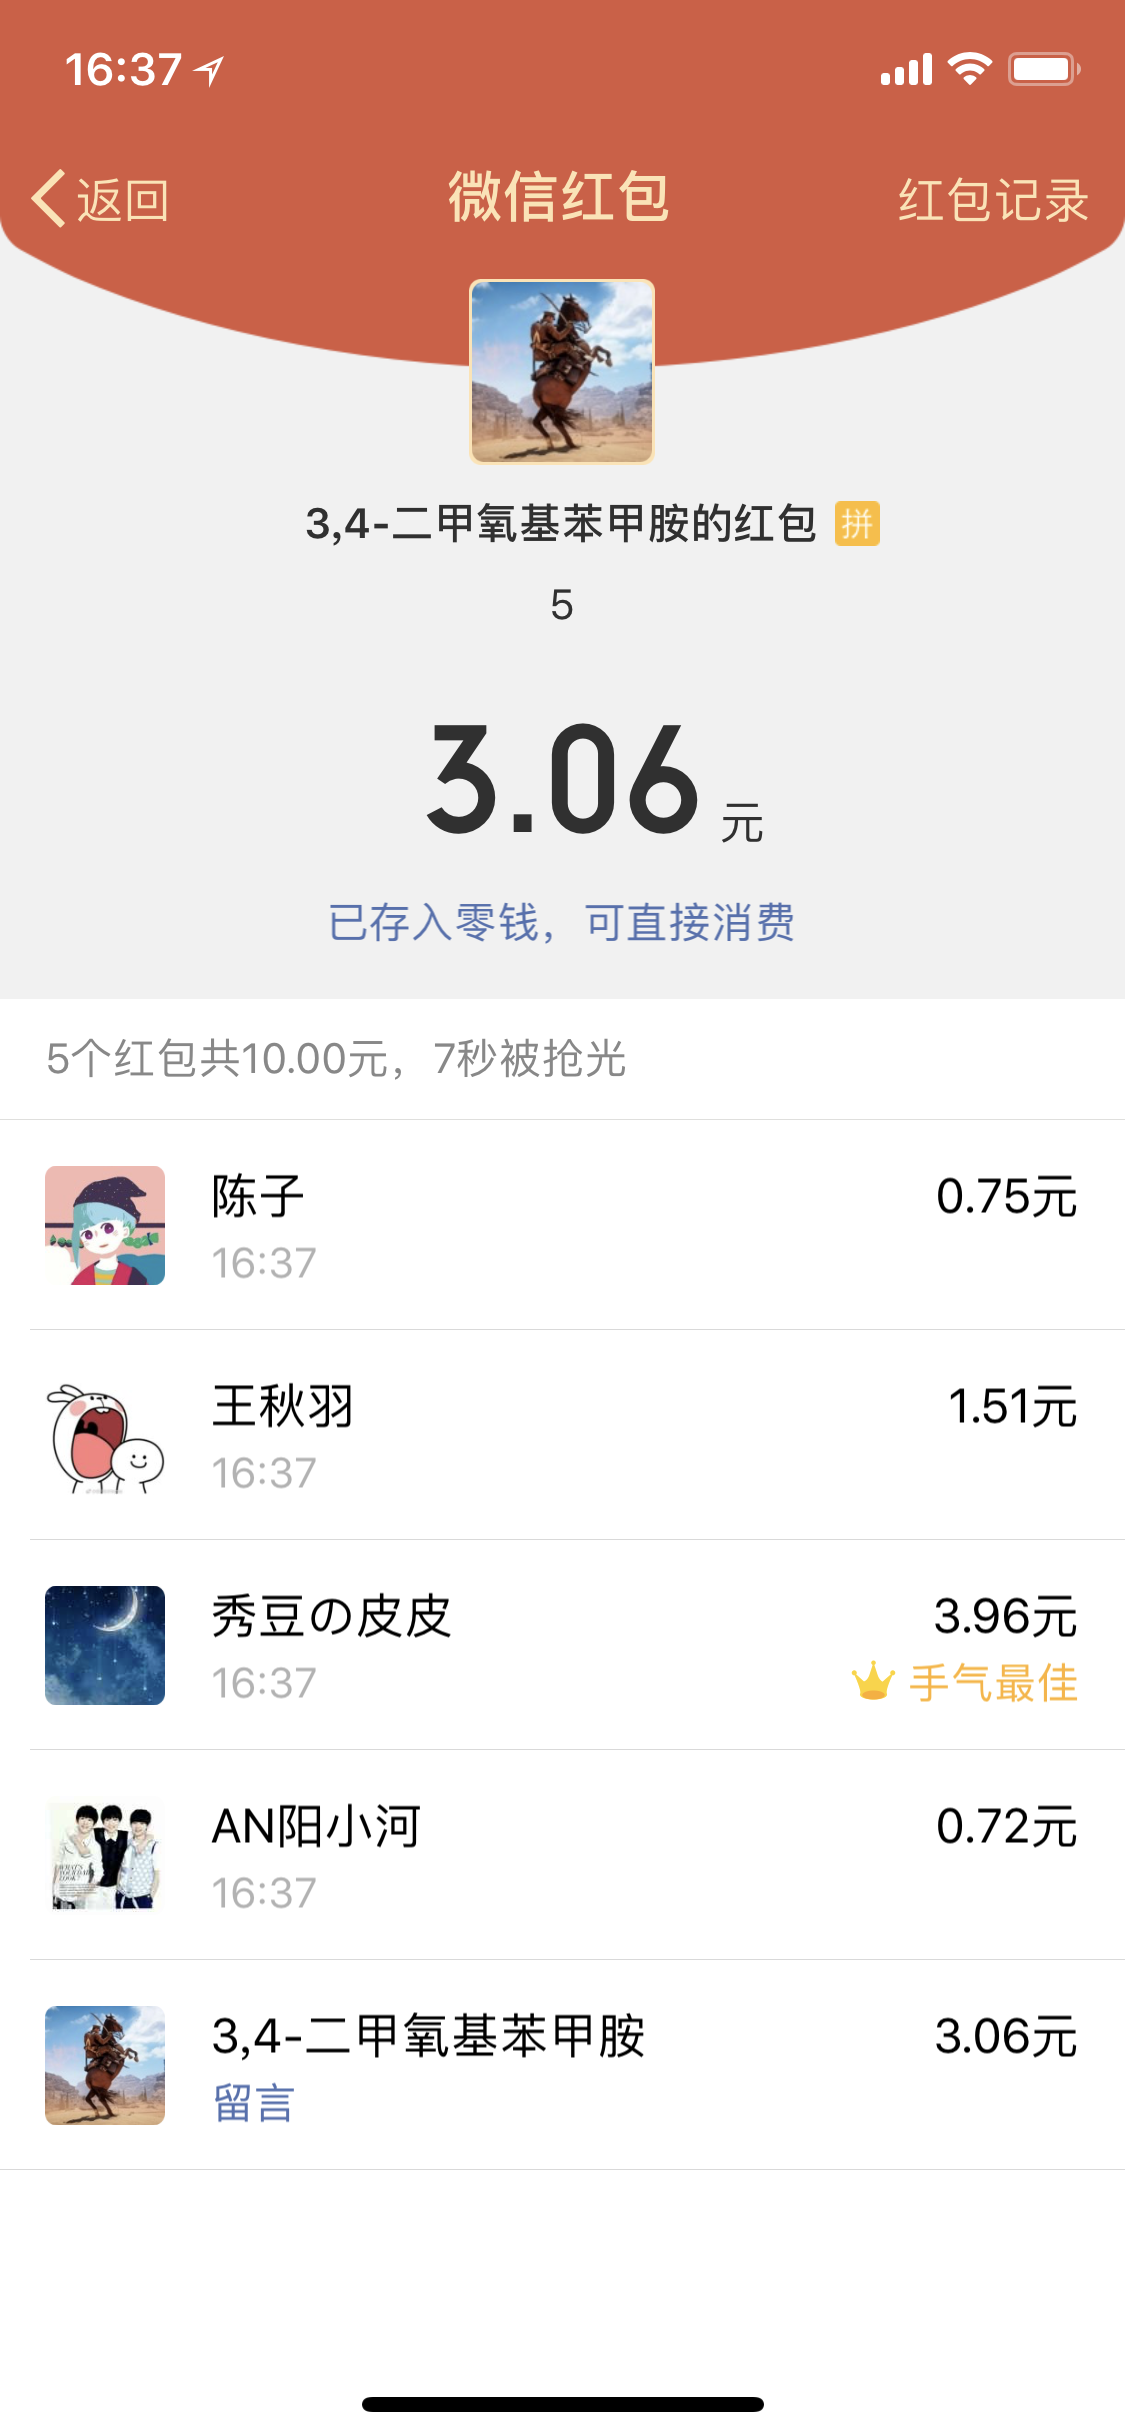 16:37
返回 微信红包 红包记录
3,4-二甲氧基苯甲胺的红包 拼
5
3.06元
已存入零钱，可直接消费
5个红包共10.00元，7秒被抢光
陈子 0.75元
16:37
王秋羽 1.51元
16:37
秀豆の皮皮 3.96元
16:37 手气最佳
AN阳小河 0.72元
16:37
3,4-二甲氧基苯甲胺 3.06元
留言